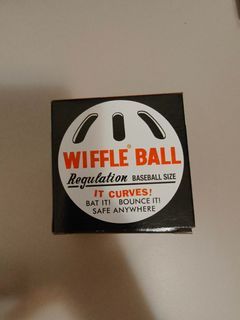 WIFFLE® BALL
Regulation BASEBALL SIZE
IT CURVES!
BAT IT! BOUNCE IT!
SAFE ANYWHERE